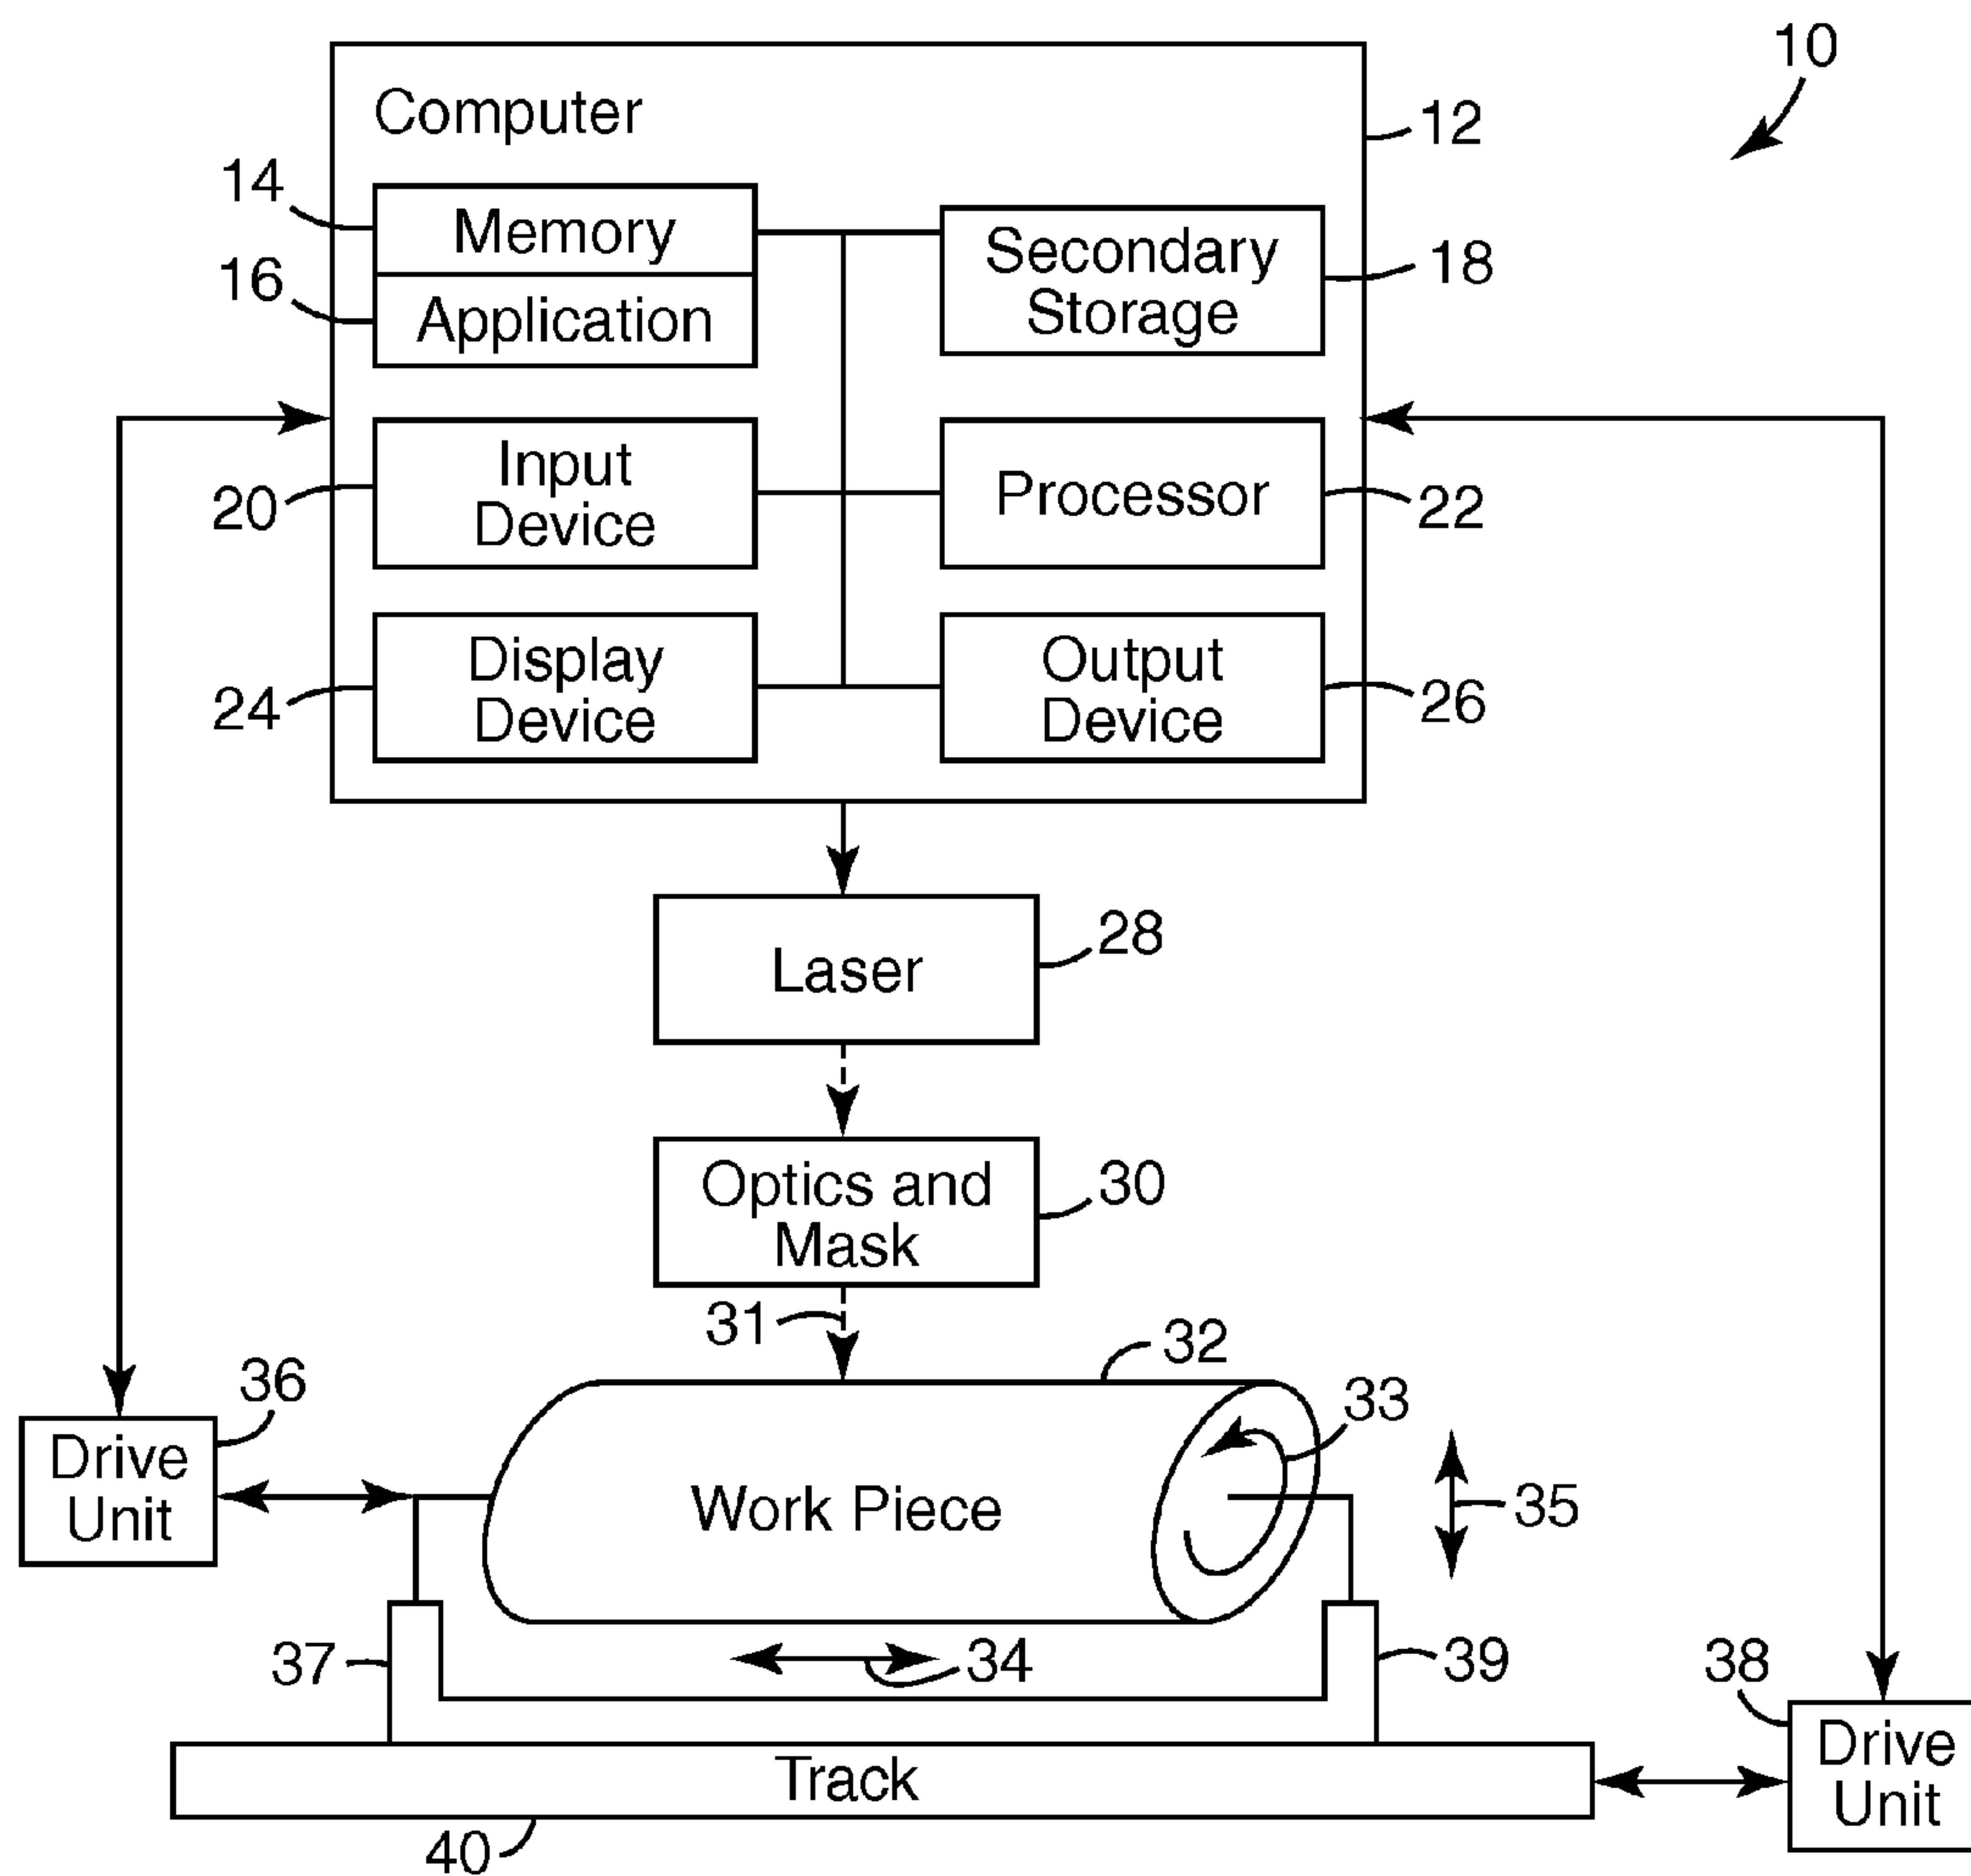 10
Computer
12
14
Memory
16
Application
Secondary
Storage
18
20
Input
Device
Processor
22
24
Display
Device
Output
Device
26
Laser
28
Optics and
Mask
30
31
32
33
36
Drive
Unit
Work Piece
35
37
34
39
38
Drive
Unit
Track
40